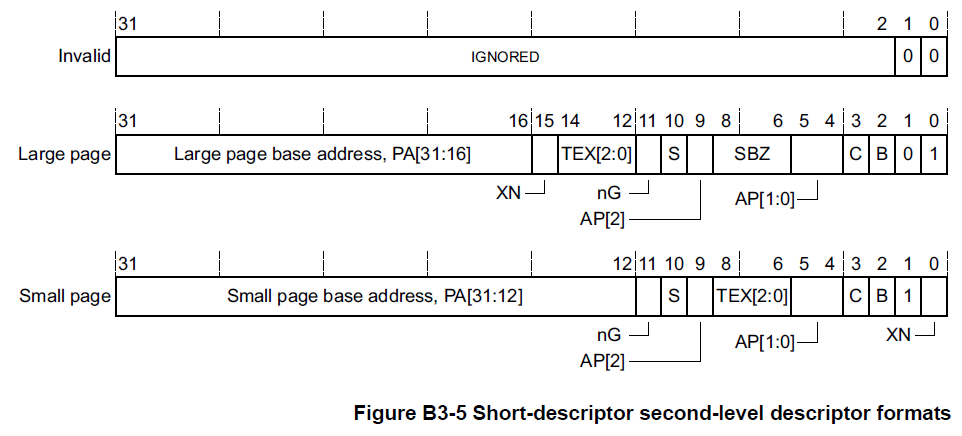 31 2 1 0
Invalid IGNORED 0 0
31 16 15 14 12 11 10 9 8 6 5 4 3 2 1 0
Large page Large page base address, PA[31:16] TEX[2:0] S SBZ C B 0 1
XN nG AP[1:0]
AP[2]
31 12 11 10 9 8 6 5 4 3 2 1 0
Small page Small page base address, PA[31:12] S TEX[2:0] C B 1
nG AP[1:0] XN
AP[2]
Figure B3-5 Short-descriptor second-level descriptor formats